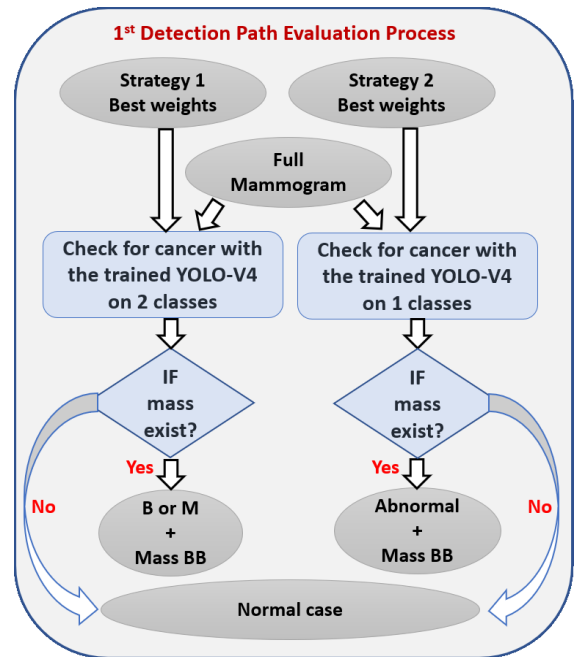 1st Detection Path Evaluation Process
Strategy 1
Best weights
Strategy 2
Best weights
Full
Mammogram
Check for cancer with
the trained YOLO-V4
on 2 classes
Check for cancer with
the trained YOLO-V4
on 1 classes
IF
mass
exist?
IF
mass
exist?
Yes
Yes
No
No
B or M
+
Mass BB
Abnormal
+
Mass BB
Normal case